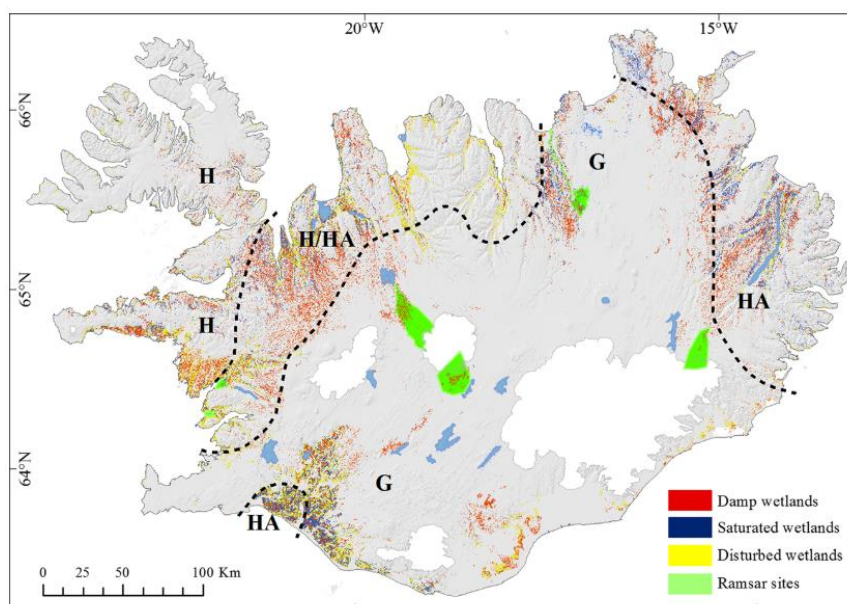 20°W
15°W
66°N
65°N
64°N
H
G
H/HA
H
HA
G
HA
Damp wetlands
Saturated wetlands
Disturbed wetlands
Ramsar sites
0 25 50 100 Km